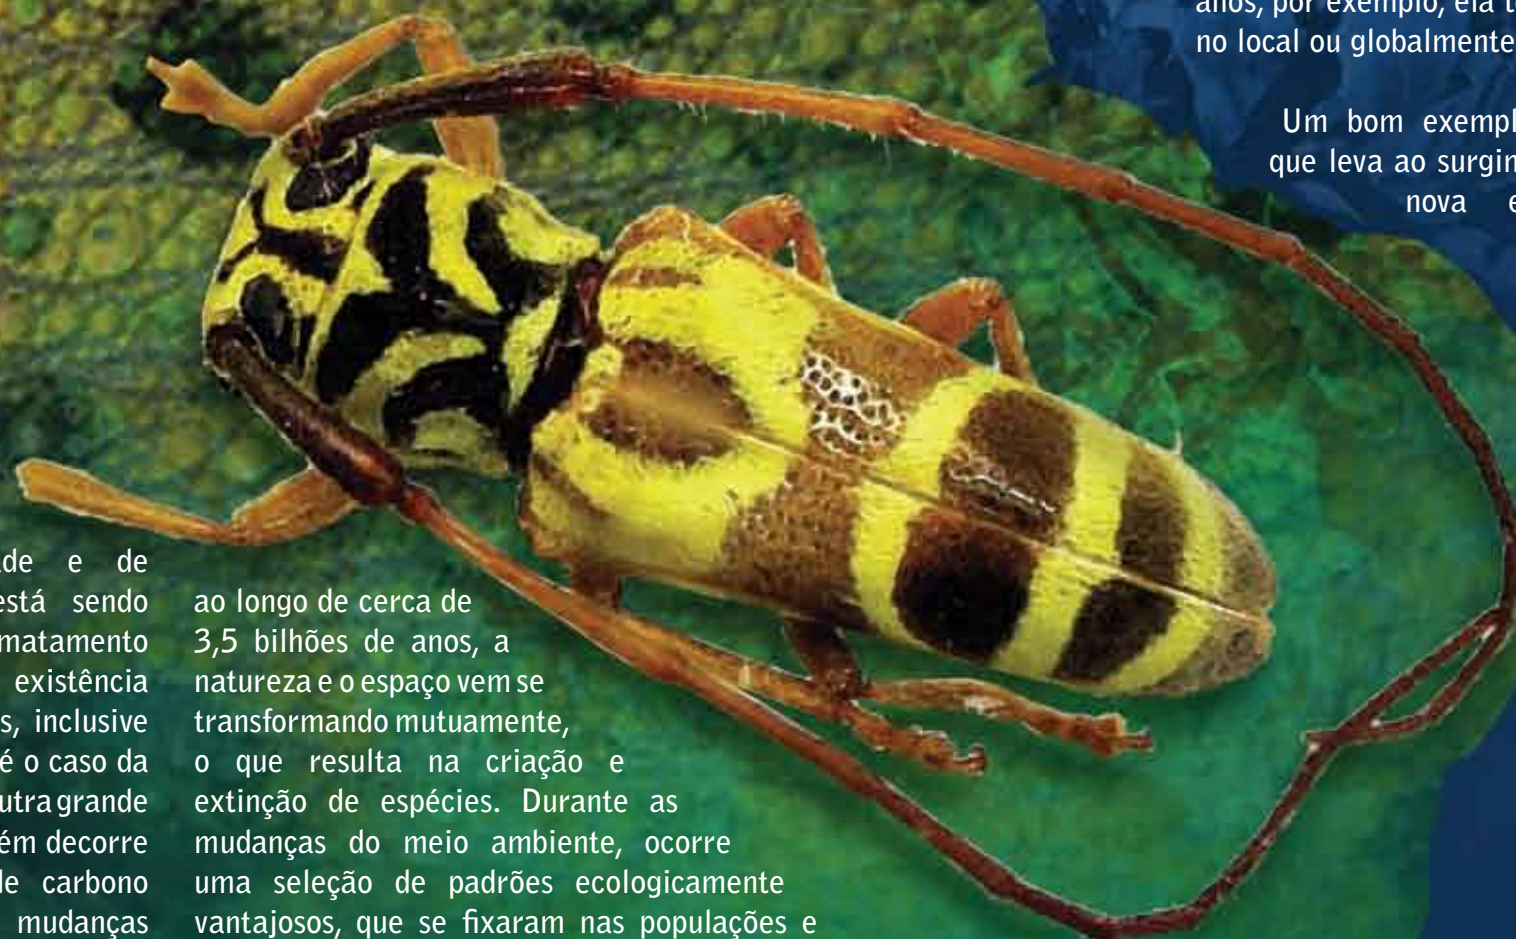 de e de
está sendo
matamento
existência
s, inclusive
é o caso da
utra grande
ém decorre
de carbono
mudanças
ao longo de cerca de
3,5 bilhões de anos, a
natureza e o espaço vem se
transformando mutuamente,
o que resulta na criação e
extinção de espécies. Durante as
mudanças do meio ambiente, ocorre
uma seleção de padrões ecologicamente
vantajosos, que se fixaram nas populações e
anos, por exemplo, ela
no local ou globalmente
Um bom exempl
que leva ao surgin
nova e